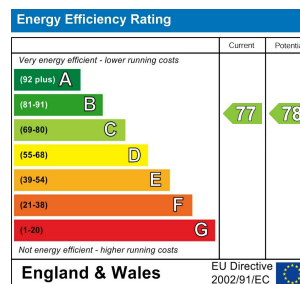 Energy Efficiency Rating
Current Potenti
Very energy efficient - lower running costs
(92 plus) A
(81-91) B
77 78
(69-80) C
(55-68) D
(39-54) E
(21-38) F
(1-20) G
Not energy efficient - higher running costs
England & Wales
EU Directive
2002/91/EC